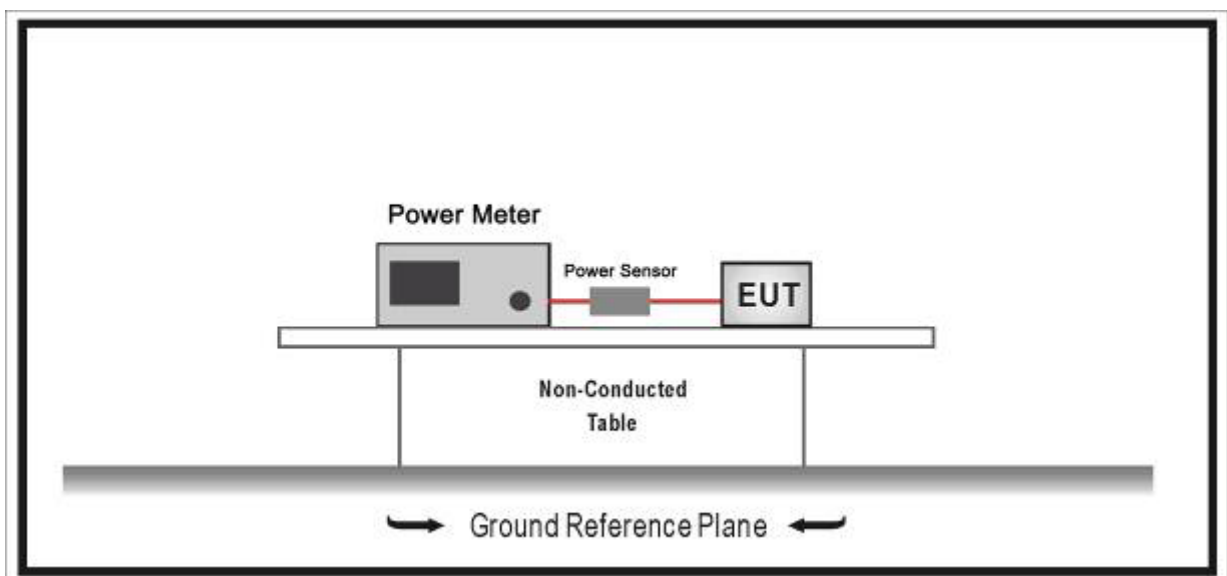 Power Meter
Power Sensor
EUT
Non-Conducted
Table
Ground Reference Plane